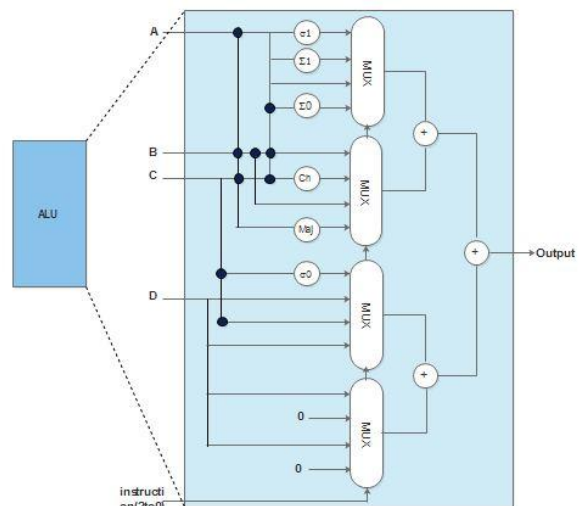 A
σ1
Σ1
MUX
Σ0
B
C
Ch
MUX
Maj
+
ALU
σ0
D
MUX
+
Output
+
0
MUX
0
instructi